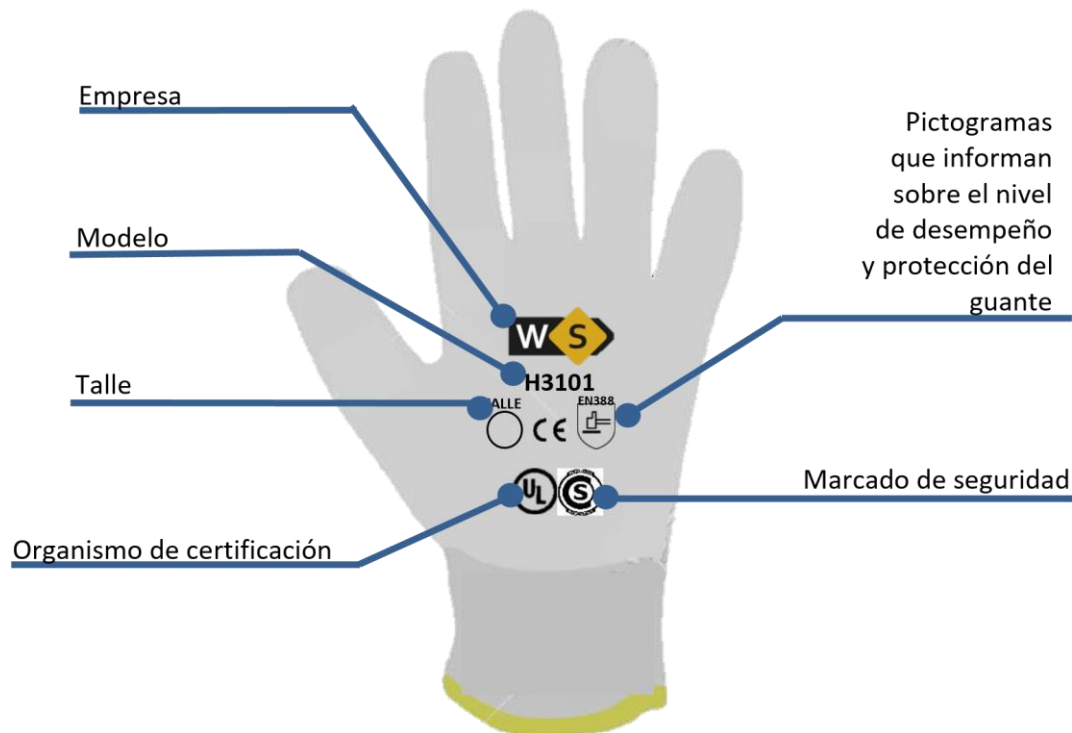 Empresa
Pictogramas
que informan
sobre el nivel
de desempeño
y protección del
guante
Modelo
W S
H3101
Talle
ALLE
EN388
CE
UL
S
Marcado de seguridad
Organismo de certificación